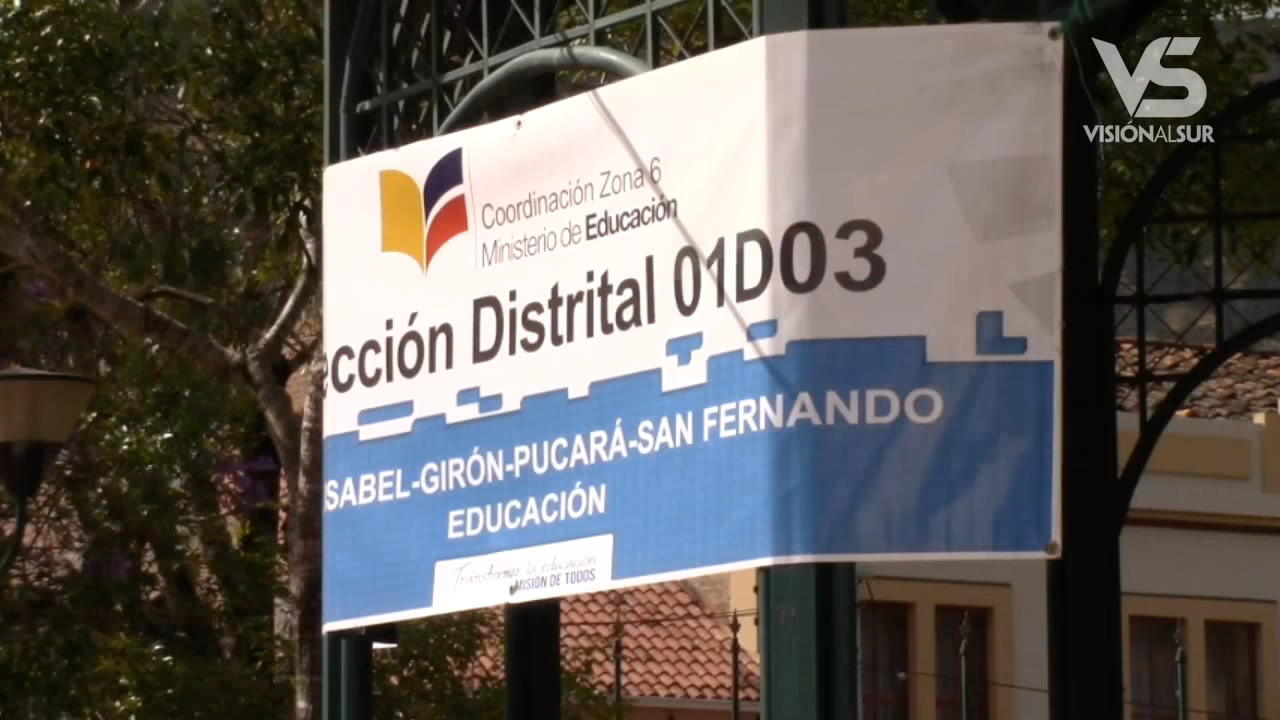 VS
VISIÓNALSUR
Coordinación Zona 6
Ministerio de Educación
ección Distrital 01D03
SABEL-GIRÓN-PUCARÁ-SAN FERNANDO
EDUCACIÓN
Transformar la educación
MISIÓN DE TODOS